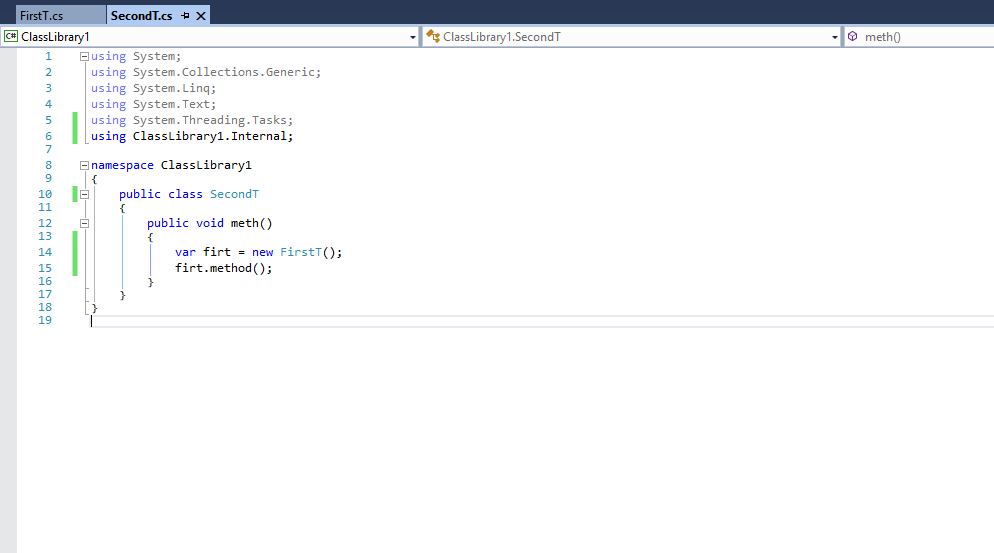 FirstT.cs SecondT.cs
C# ClassLibrary1 ClassLibrary1.SecondT meth()
1 using System;
2 using System.Collections.Generic;
3 using System.Linq;
4 using System.Text;
5 using System.Threading.Tasks;
6 using ClassLibrary1.Internal;
7
8 namespace ClassLibrary1
9 {
10 public class SecondT
11 {
12 public void meth()
13 {
14 var firt = new FirstT();
15 firt.method();
16 }
17 }
18 }
19